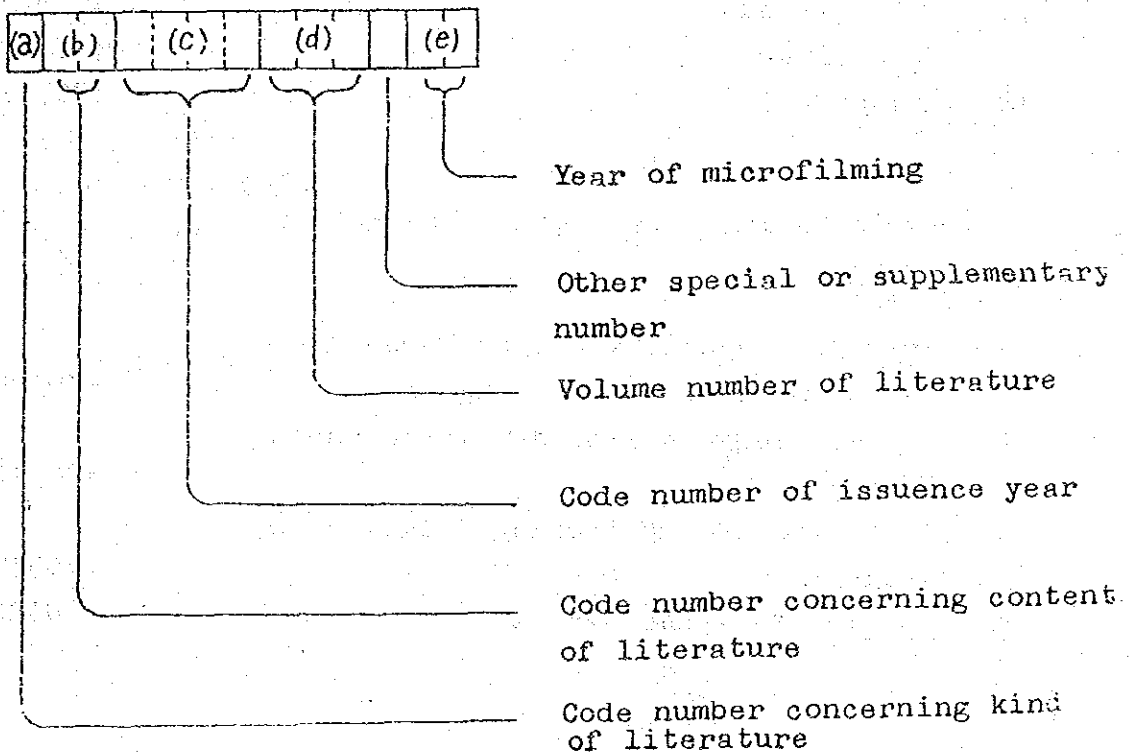 (a) (b) (c) (d) (e)
Year of microfilming
Other special or supplementary
number
Volume number of literature
Code number of issuence year
Code number concerning content
of literature
Code number concerning kind
of literature